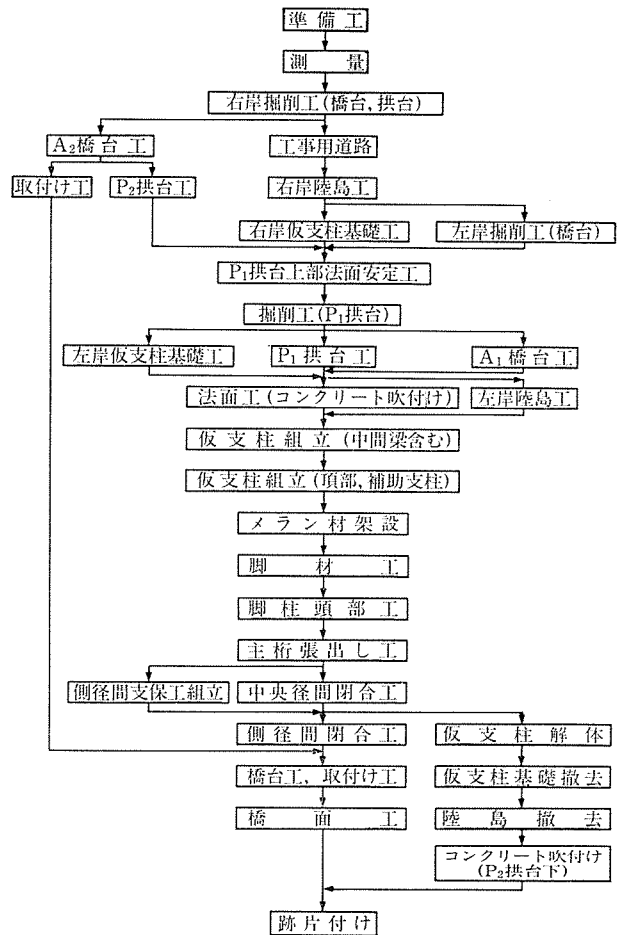 準備工
測量
右岸掘削工(橋台,拱台)
A₂橋台工
工事用道路
取付け工
P₂拱台工
右岸陸島工
右岸仮支柱基礎工
左岸掘削工(橋台)
P₁拱台上部法面安定工
掘削工(P₁拱台)
左岸仮支柱基礎工
P₁拱台工
A₁橋台工
法面工(コンクリート吹付け)
左岸陸島工
仮支柱組立(中間梁含む)
仮支柱組立(頂部,補助支柱)
メラン材架設
脚材工
脚柱頭部工
主桁張出し工
側径間支保工組立
中央径間閉合工
側径間閉合工
仮支柱解体
橋台工,取付け工
仮支柱基礎撤去
橋面工
陸島撤去
コンクリート吹付け
(P₂拱台下)
跡片付け